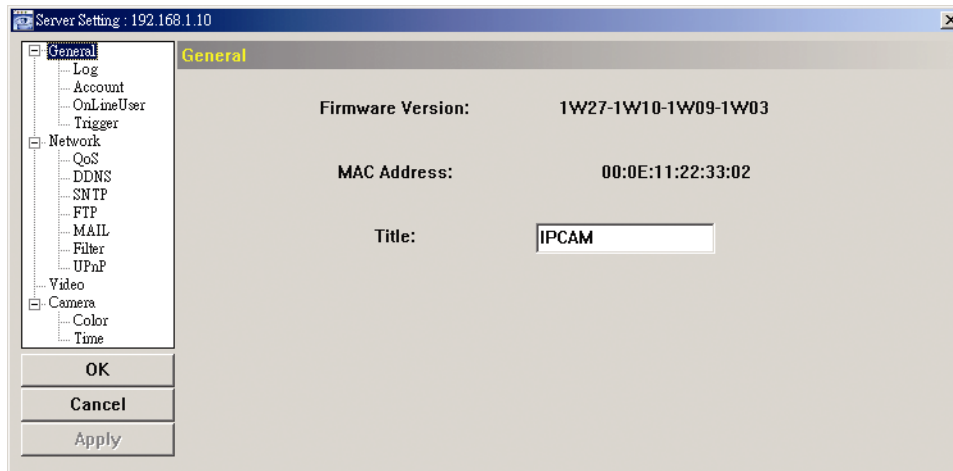 Server Setting : 192.168.1.10
General
Log
Account
OnLineUser
Trigger
Network
QoS
DDNS
SNTP
FTP
MAIL
Filter
UPnP
Video
Camera
Color
Time
OK
Cancel
Apply
General
Firmware Version: 1W27-1W10-1W09-1W03
MAC Address: 00:0E:11:22:33:02
Title: IPCAM